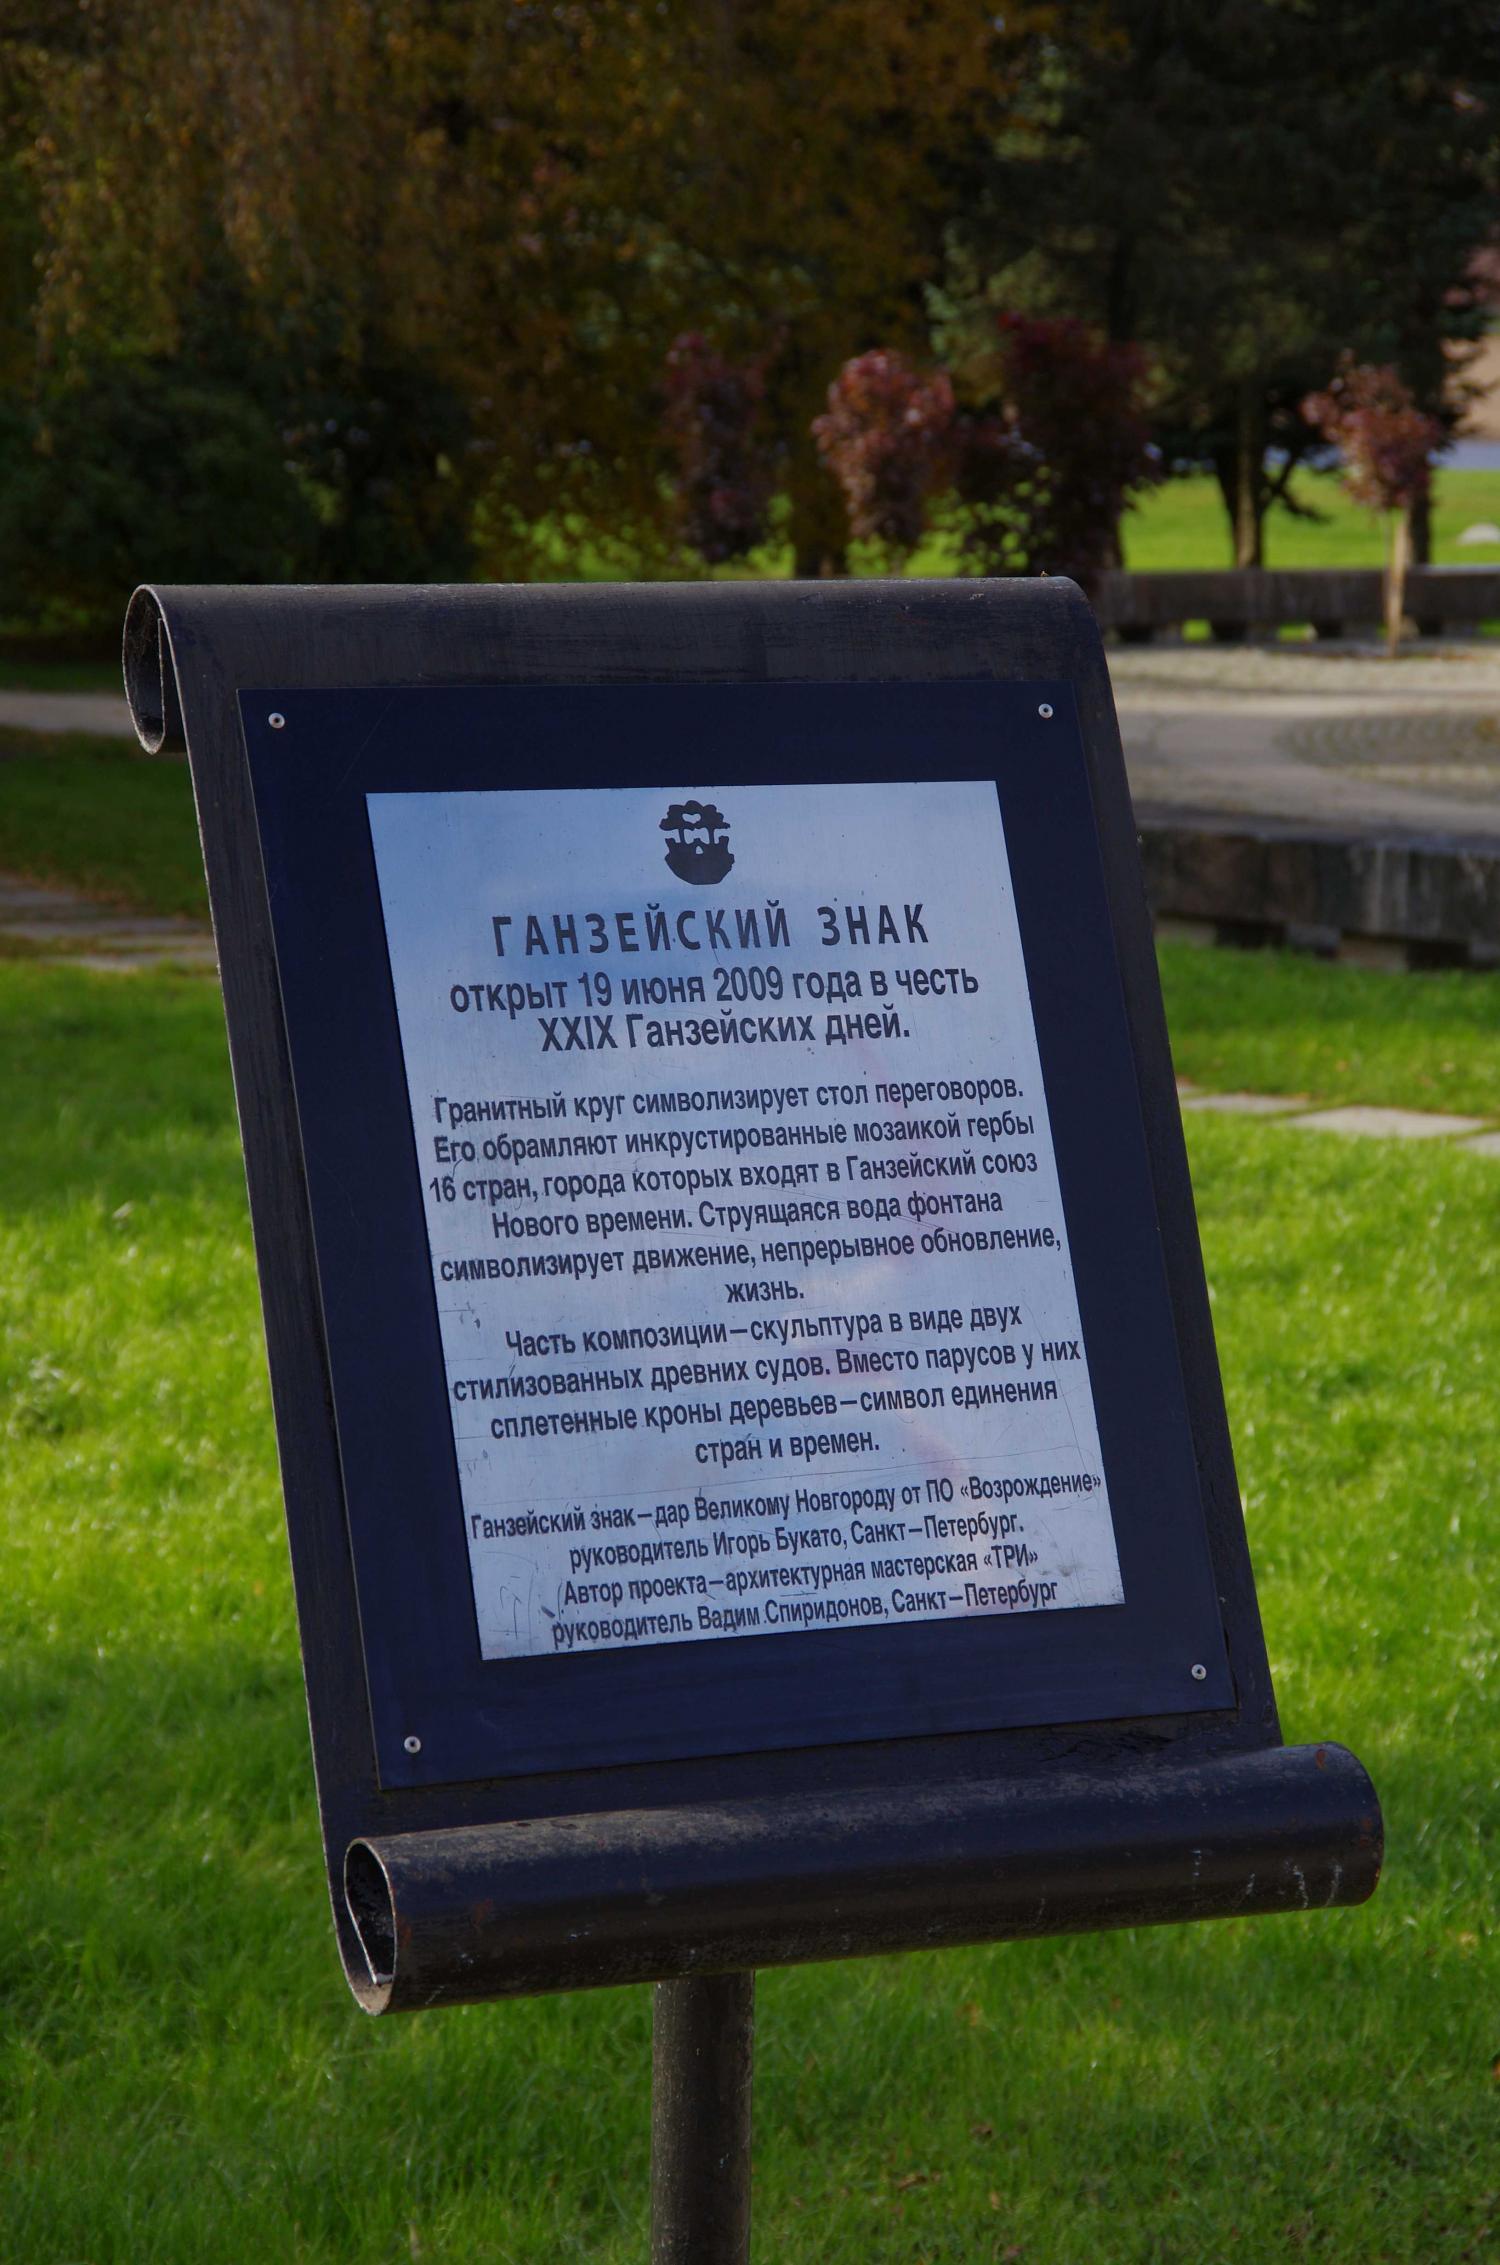 ГАНЗЕЙСКИЙ ЗНАК
открыт 19 июня 2009 года в честь
XXIX Ганзейских дней.
Гранитный круг символизирует стол переговоров.
Его обрамляют инкрустированные мозаикой гербы
16 стран, города которых входят в Ганзейский союз
Нового времени. Струящаяся вода фонтана
символизирует движение, непрерывное обновление,
жизнь.
Часть композиции—скульптура в виде двух
стилизованных древних судов. Вместо парусов у них
сплетенные кроны деревьев—символ единения
стран и времен.
Ганзейский знак—дар Великому Новгороду от ПО «Возрождение»
руководитель Игорь Букато, Санкт—Петербург.
Автор проекта—архитектурная мастерская «ТРИ»
руководитель Вадим Спиридонов, Санкт—Петербург